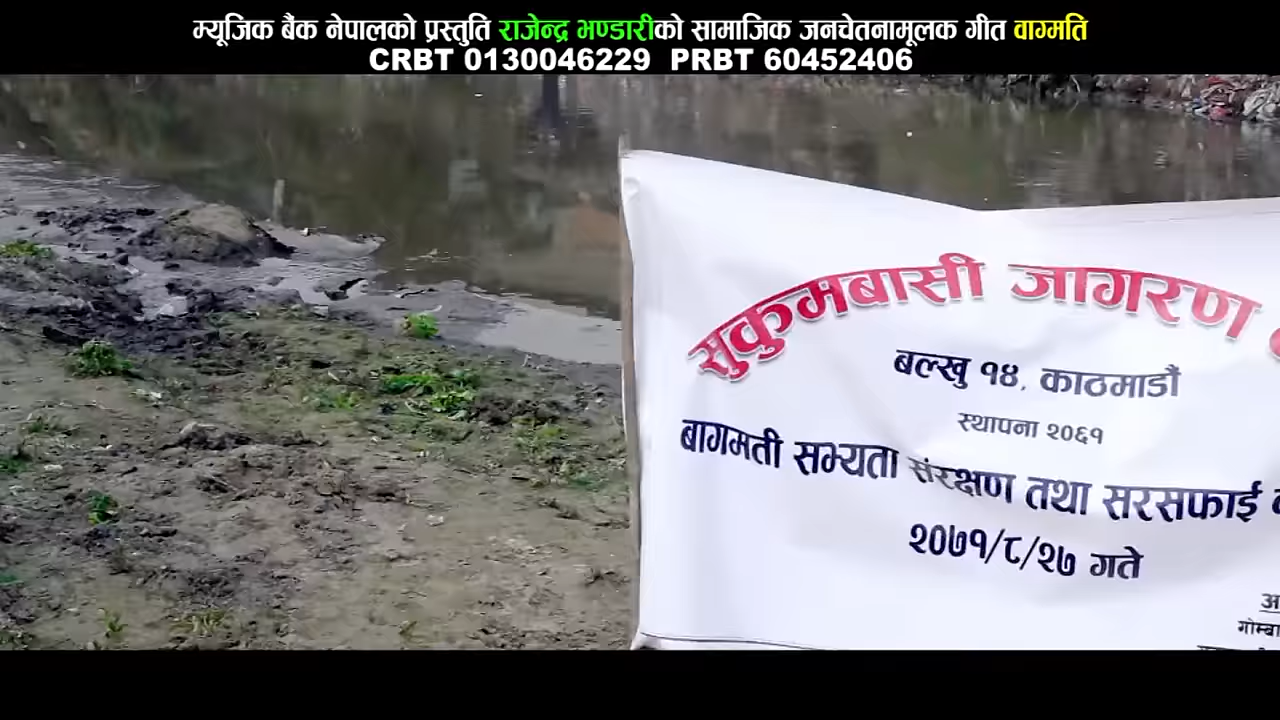 म्यूजिक बैंक नेपालको प्रस्तुति राजेन्द्र भण्डारीको सामाजिक जनचेतनामूलक गीत वाग्मति
CRBT 0130046229 PRBT 60452406
सुकुमबासी जागरण
बल्खु १४, काठमाडौं
स्थापना २०६१
बागमती सभ्यता संरक्षण तथा सरसफाई
२०७१/८/२७ गते